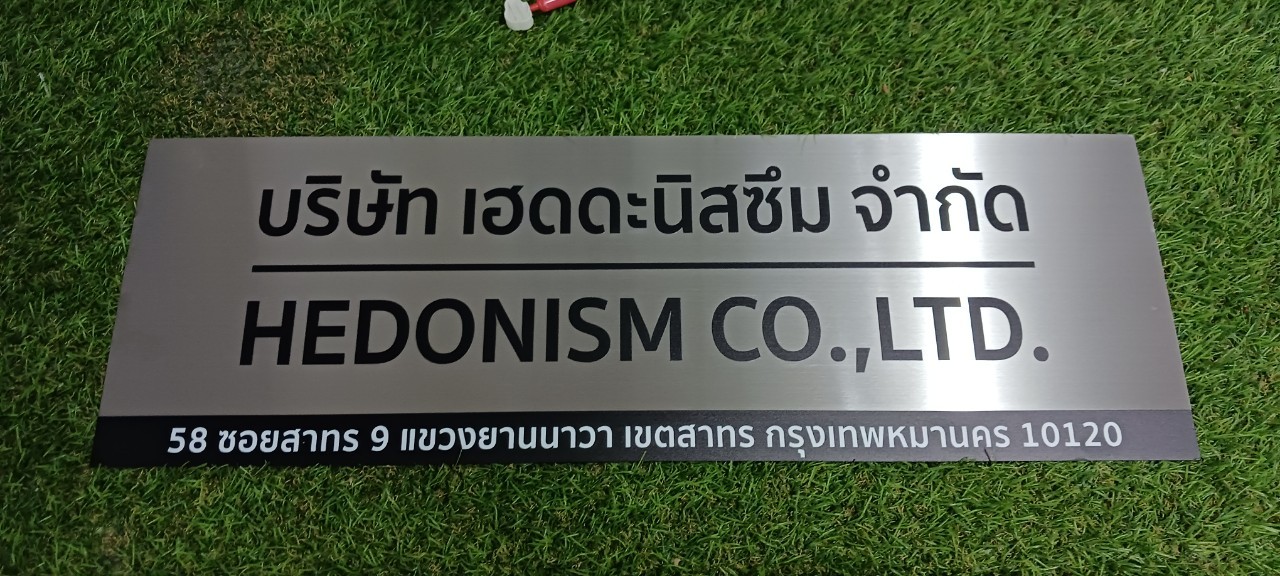 บริษัท เฮดดะนิสซึม จำกัด
HEDONISM CO.,LTD.
58 ซอยสาทร 9 แขวงยานนาวา เขตสาทร กรุงเทพหมานคร 10120